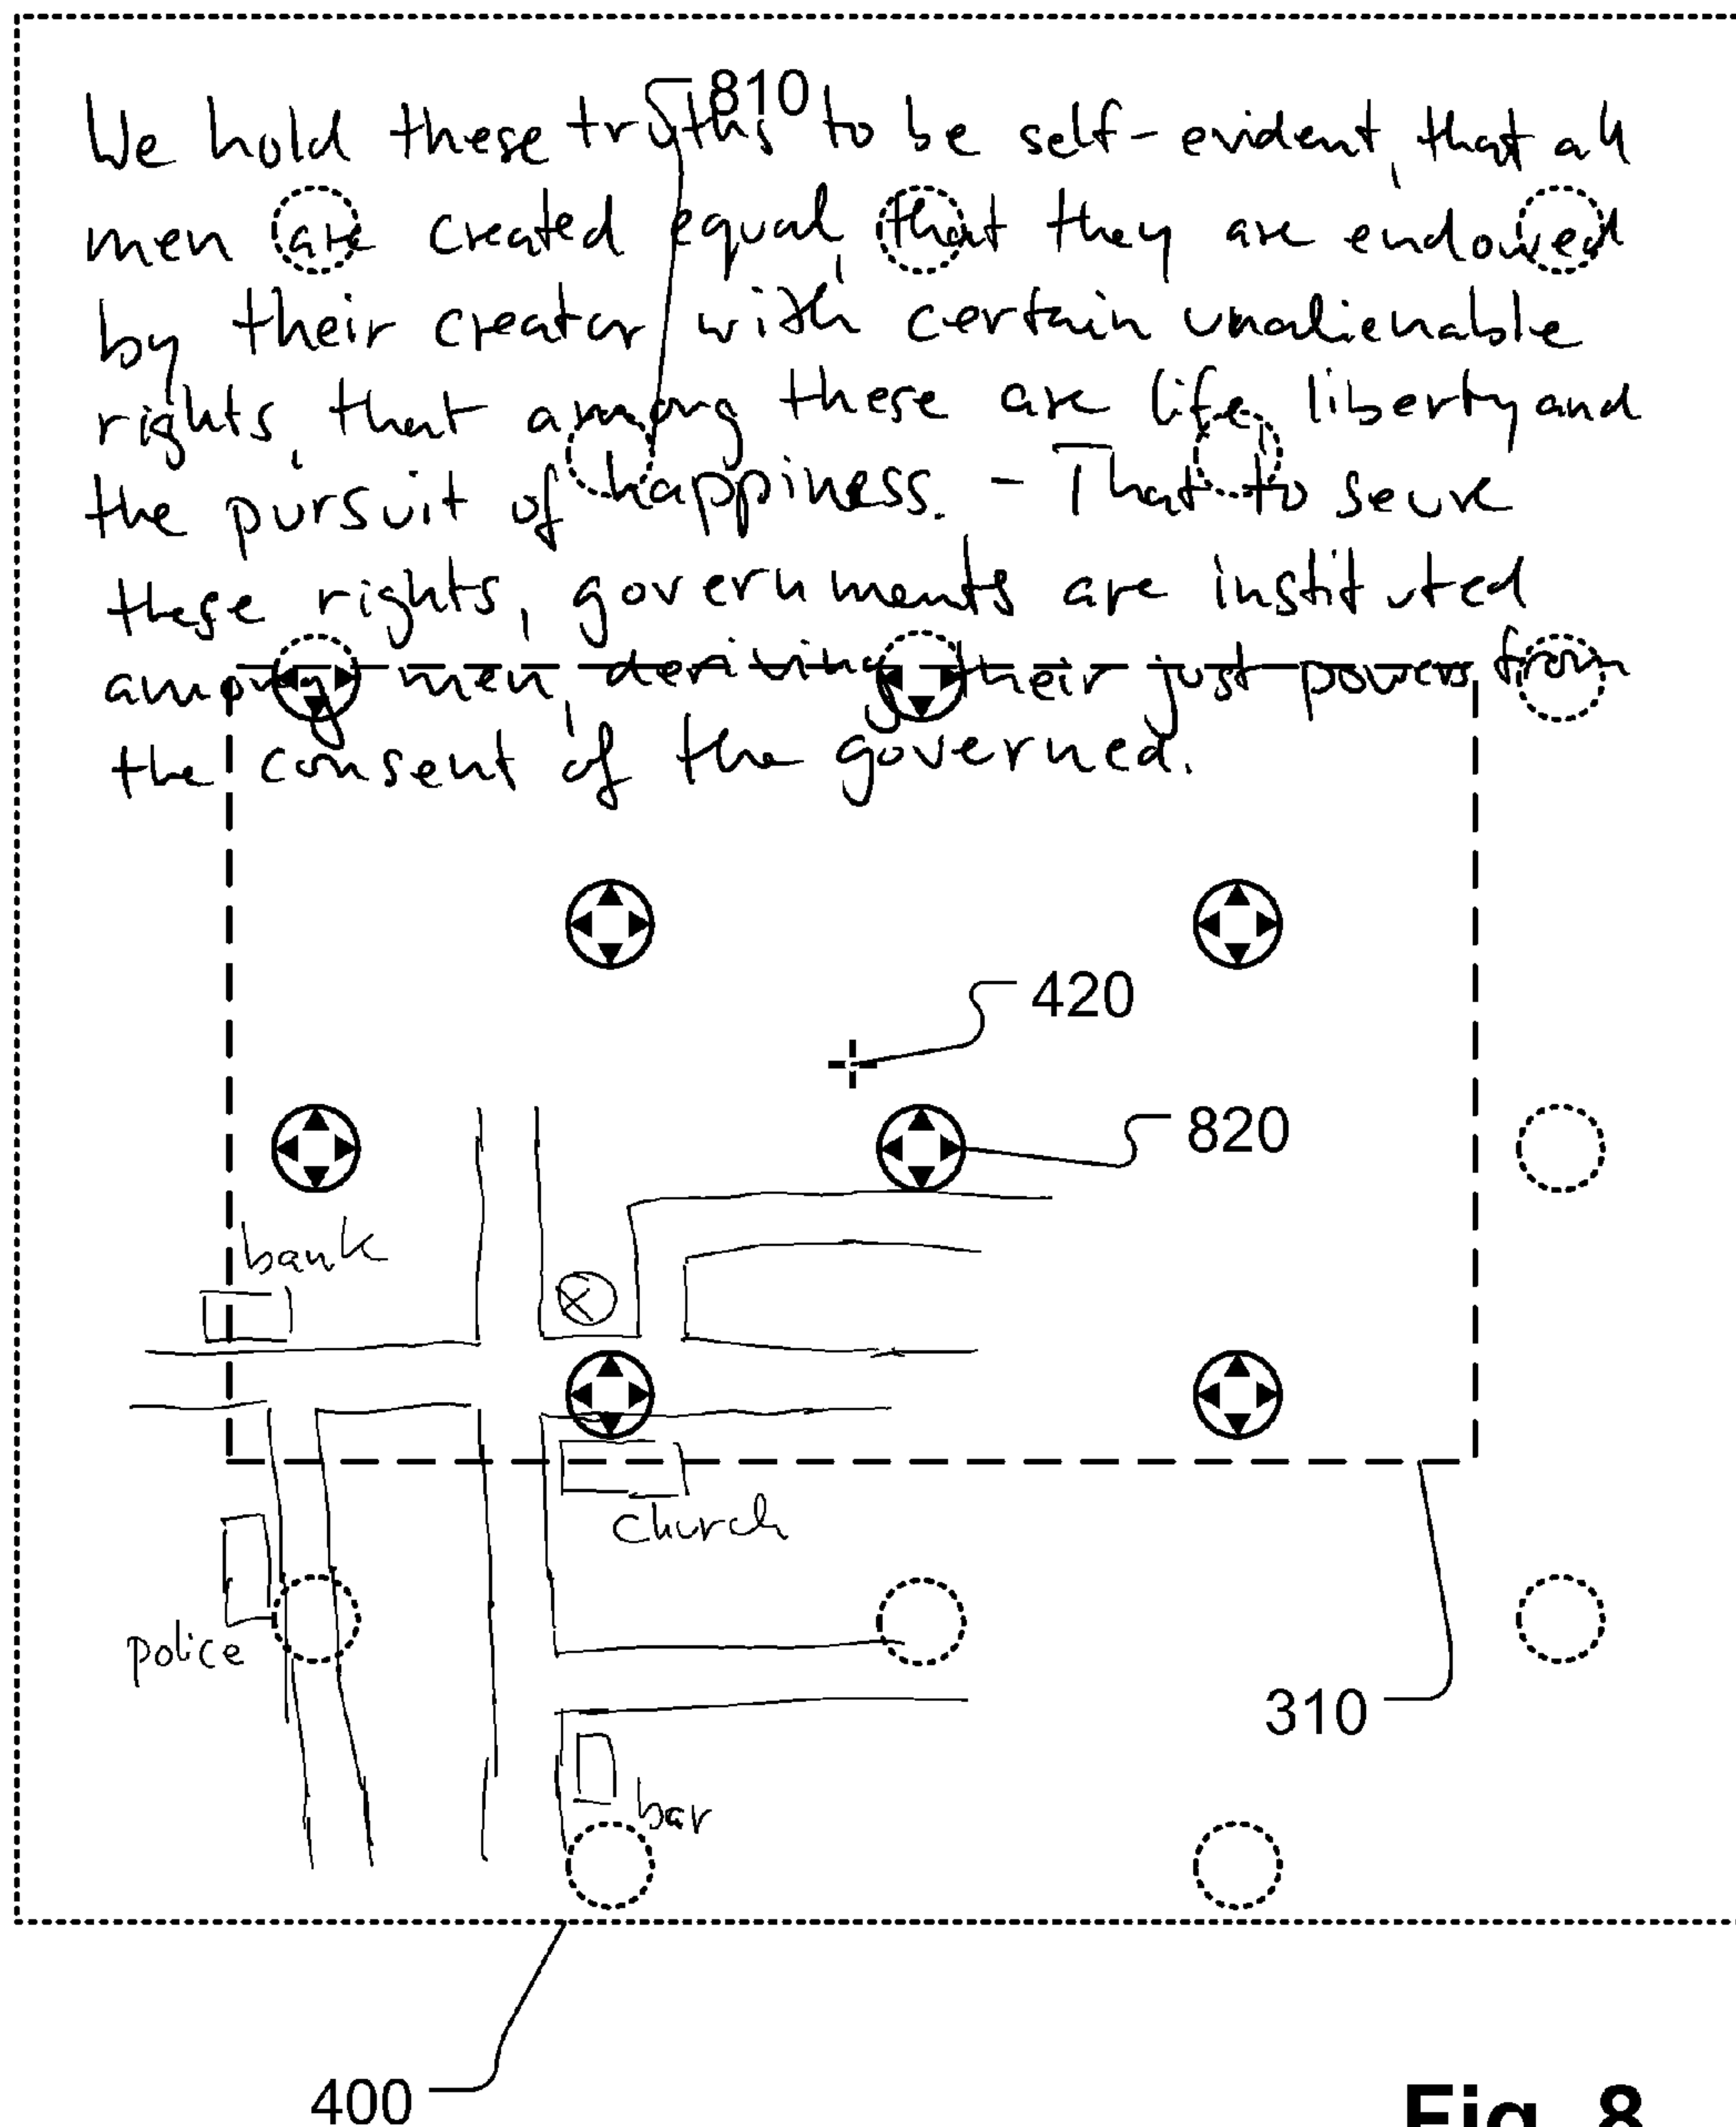 810
We hold these truths to be self-evident, that all
men are created equal, that they are endowed
by their creator with certain unalienable
rights, that among these are life, liberty and
the pursuit of happiness. - That to secure
these rights, governments are instituted
among men, deriving their just powers from
the consent of the governed.
420
820
bank
church
police
310
bar
400
Fig. 8